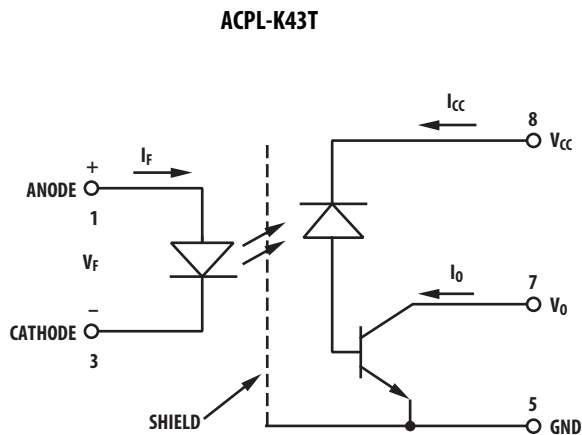 ACPL-K43T
I_CC
8
V_CC
+
I_F
ANODE
1
V_F
I_O
7
V_O
–
CATHODE
3
SHIELD
5
GND